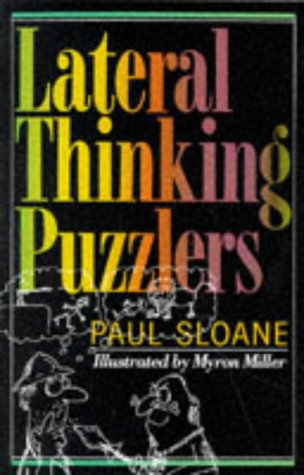 Lateral
Thinking
Puzzlers
PAUL SLOANE
Illustrated by Myron Miller